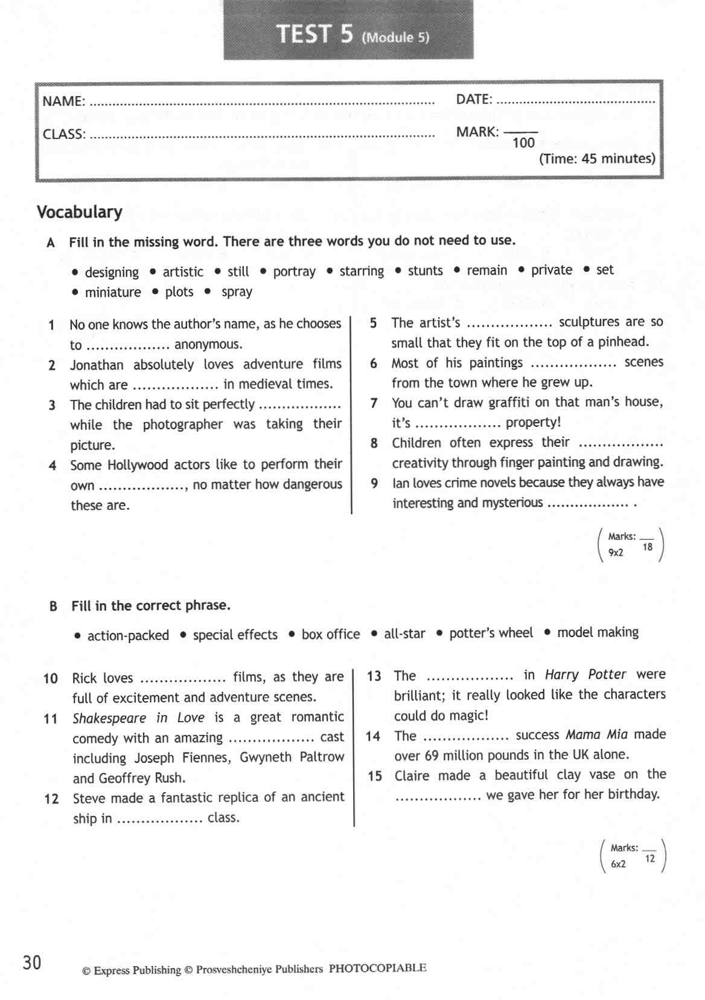 TEST 5 (Module 5)
NAME: ..........................................................................................
DATE: ..........................................
CLASS: ..........................................................................................
MARK: ____
100
(Time: 45 minutes)
Vocabulary
A Fill in the missing word. There are three words you do not need to use.
• designing • artistic • still • portray • starring • stunts • remain • private • set
• miniature • plots • spray
1 No one knows the author's name, as he chooses
to .................. anonymous.
2 Jonathan absolutely loves adventure films
which are .................. in medieval times.
3 The children had to sit perfectly ..................
while the photographer was taking their
picture.
4 Some Hollywood actors like to perform their
own .................., no matter how dangerous
these are.
5 The artist's .................. sculptures are so
small that they fit on the top of a pinhead.
6 Most of his paintings .................. scenes
from the town where he grew up.
7 You can't draw graffiti on that man's house,
it's .................. property!
8 Children often express their ..................
creativity through finger painting and drawing.
9 Ian loves crime novels because they always have
interesting and mysterious .................. .
Marks: ___
9x2 18
B Fill in the correct phrase.
• action-packed • special effects • box office • all-star • potter's wheel • model making
10 Rick loves .................. films, as they are
full of excitement and adventure scenes.
11 Shakespeare in Love is a great romantic
comedy with an amazing .................. cast
including Joseph Fiennes, Gwyneth Paltrow
and Geoffrey Rush.
12 Steve made a fantastic replica of an ancient
ship in .................. class.
13 The .................. in Harry Potter were
brilliant; it really looked like the characters
could do magic!
14 The .................. success Mama Mia made
over 69 million pounds in the UK alone.
15 Claire made a beautiful clay vase on the
.................. we gave her for her birthday.
Marks: ___
6x2 12
30
© Express Publishing © Prosveshcheniye Publishers PHOTOCOPIABLE